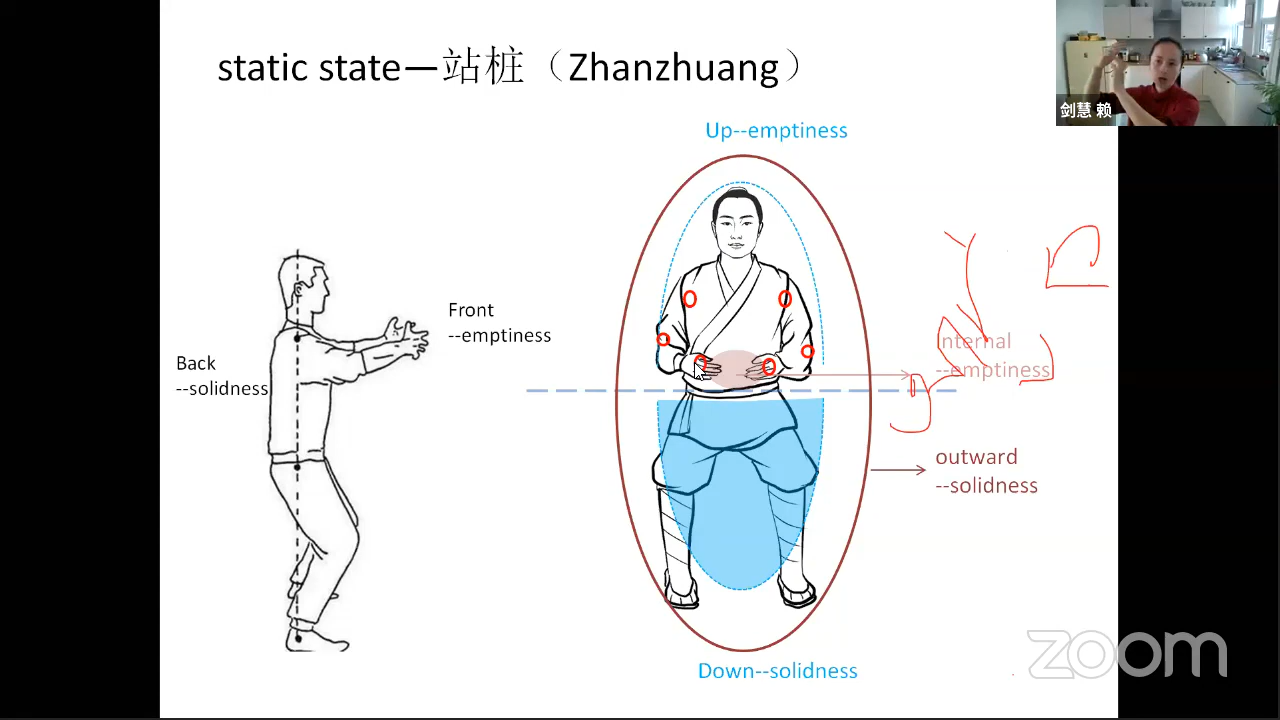 static state—站桩（Zhanzhuang）
剑慧 赖
Up--emptiness
Front
--emptiness
Back
--solidness
Internal
--emptiness
outward
--solidness
Down--solidness
zoom